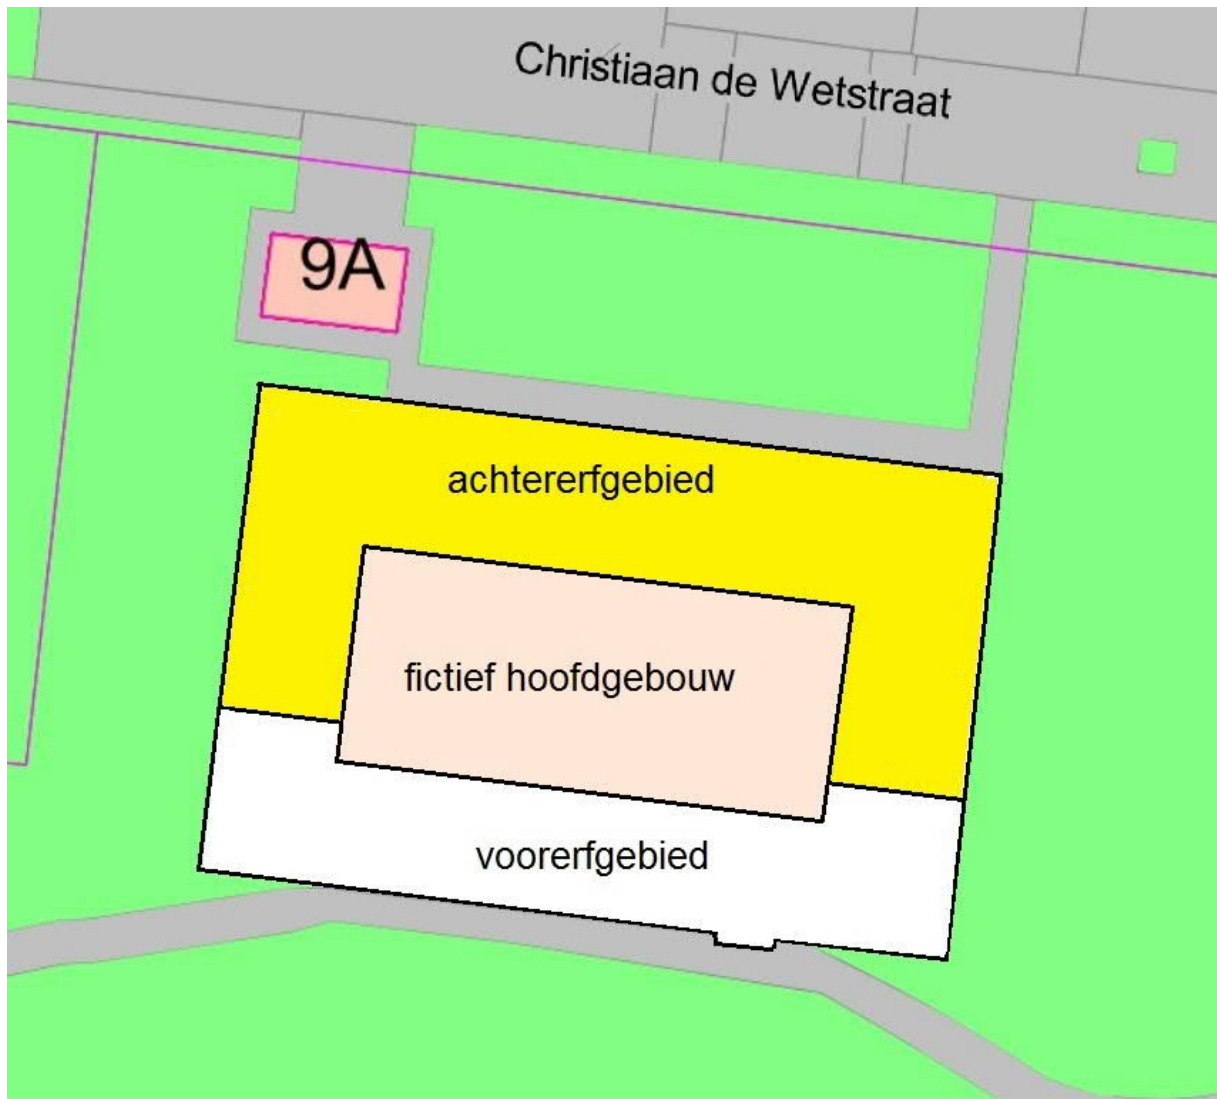 Christiaan de Wetstraat
9A
achtererfgebied
fictief hoofdgebouw
voorerfgebied